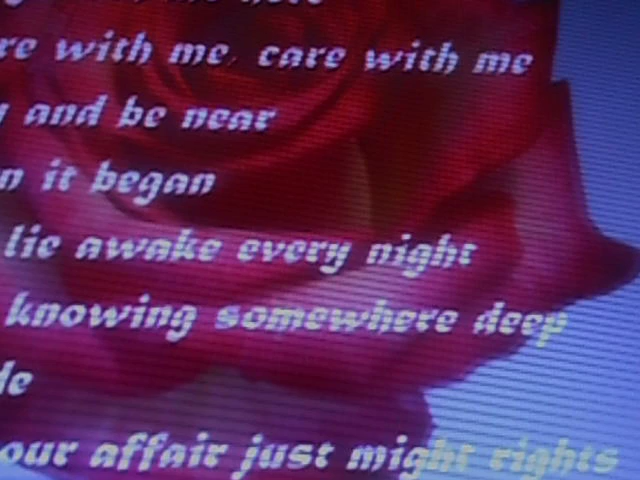 re with me, care with me
and be near
n it began
lie awake every night
knowing somewhere deep
de
our affair just might rights